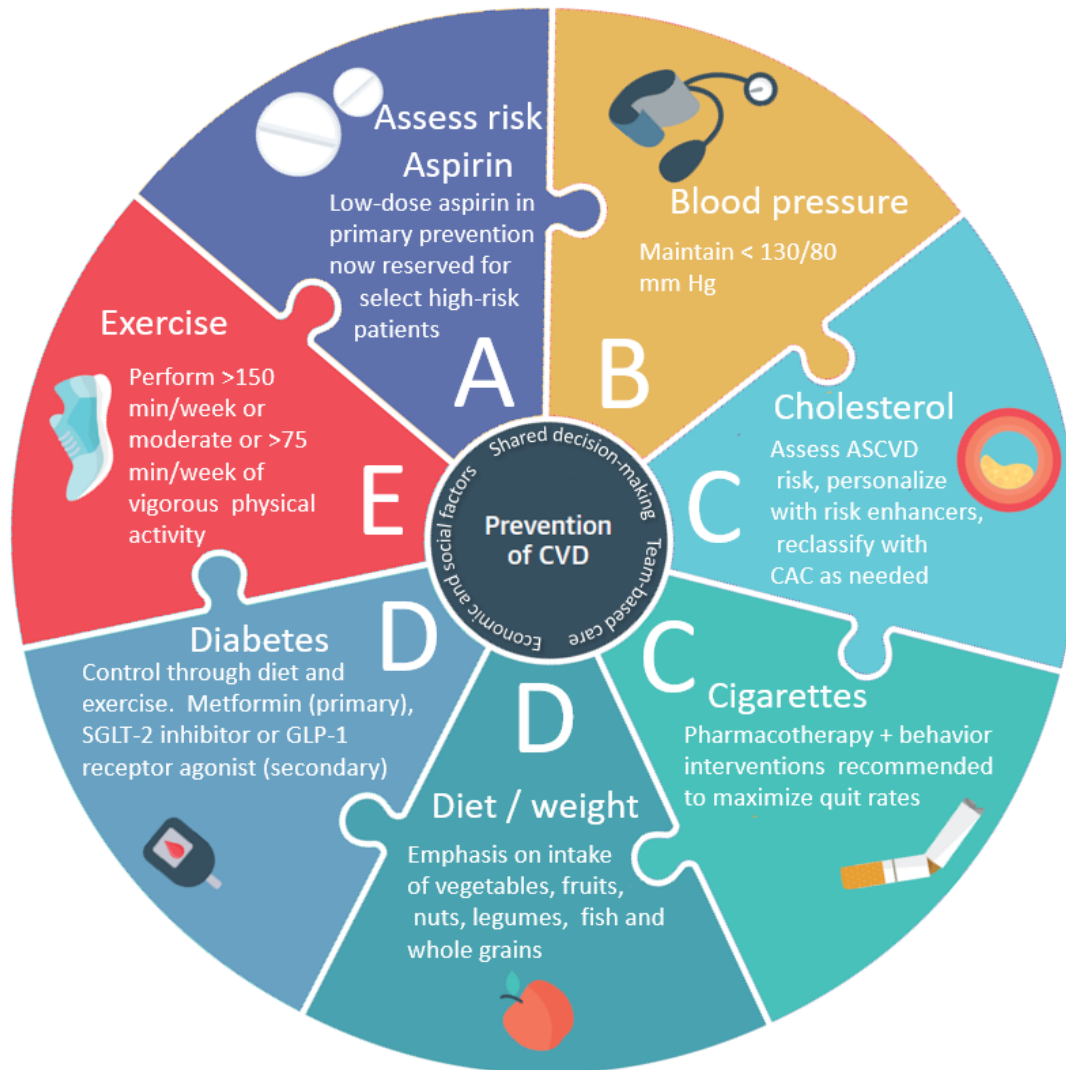 Assess risk
Aspirin
Low-dose aspirin in
primary prevention
now reserved for
select high-risk
patients
A
Blood pressure
Maintain < 130/80
mm Hg
B
Cholesterol
Assess ASCVD
risk, personalize
with risk enhancers,
reclassify with
CAC as needed
C
Cigarettes
Pharmacotherapy + behavior
interventions recommended
to maximize quit rates
C
Diet / weight
Emphasis on intake
of vegetables, fruits,
nuts, legumes, fish and
whole grains
D
Diabetes
Control through diet and
exercise. Metformin (primary),
SGLT-2 inhibitor or GLP-1
receptor agonist (secondary)
D
Exercise
Perform >150
min/week or
moderate or >75
min/week of
vigorous physical
activity
E
Shared decision-making
Team-based care
Economic and social factors
Prevention
of CVD